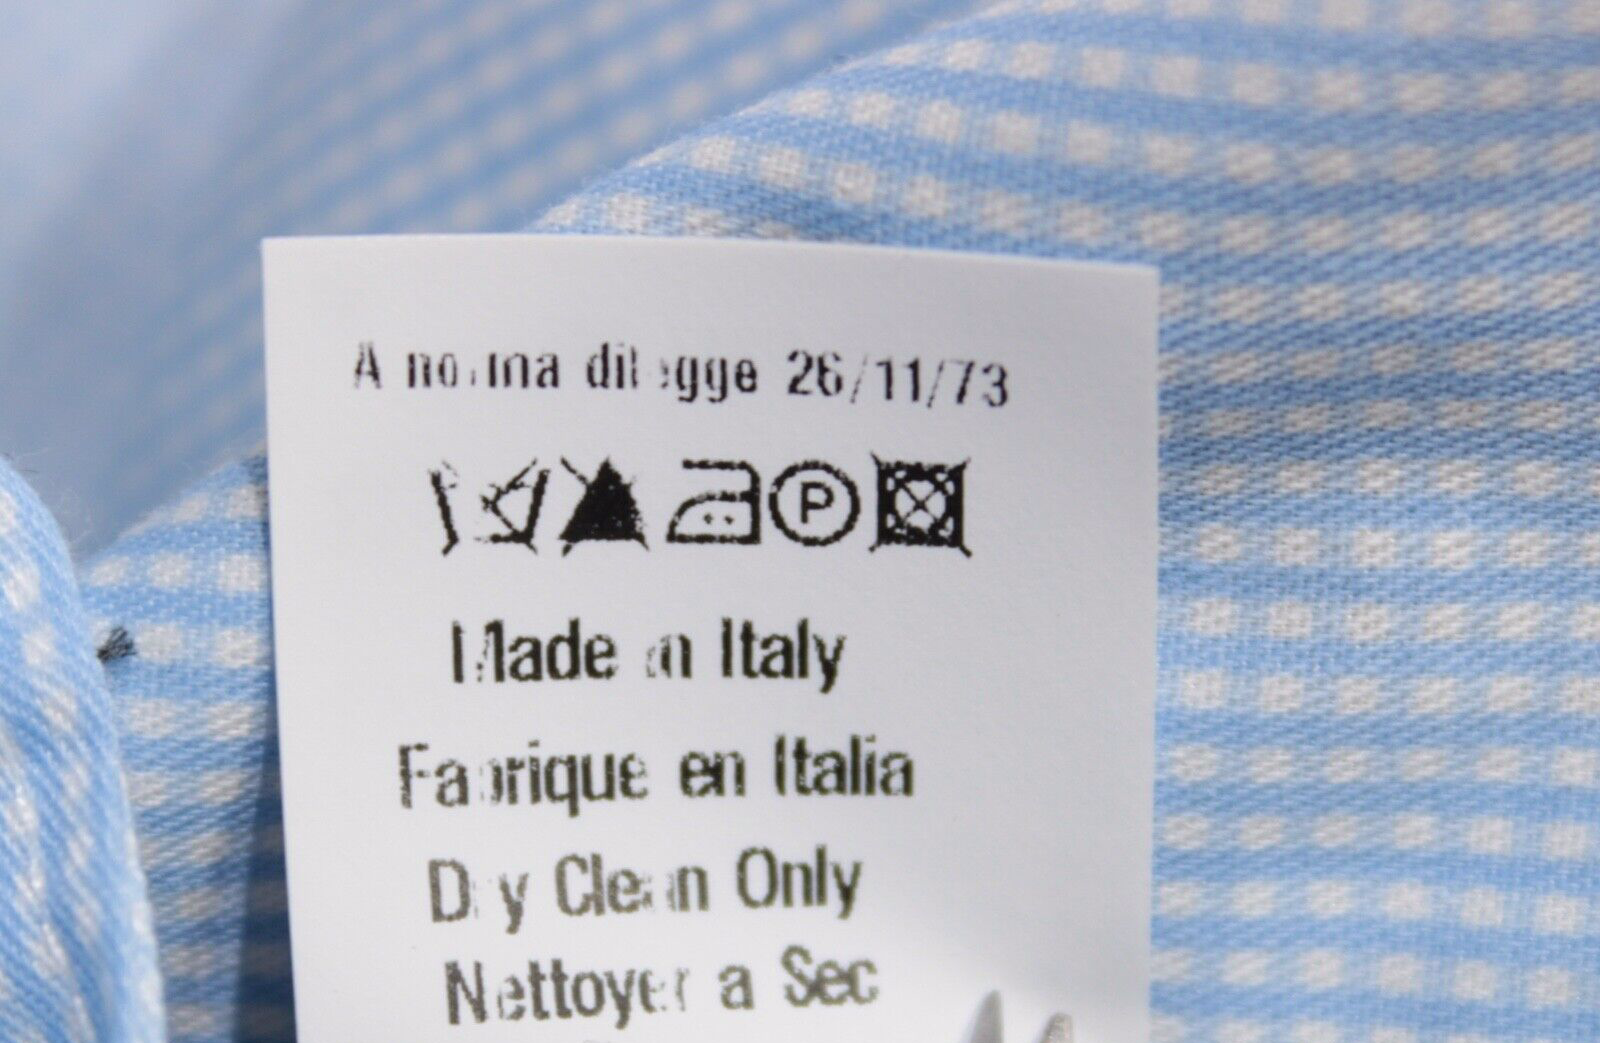 A norma di legge 26/11/73
P
Made in Italy
Fabrique en Italia
Dry Clean Only
Nettoyer a Sec